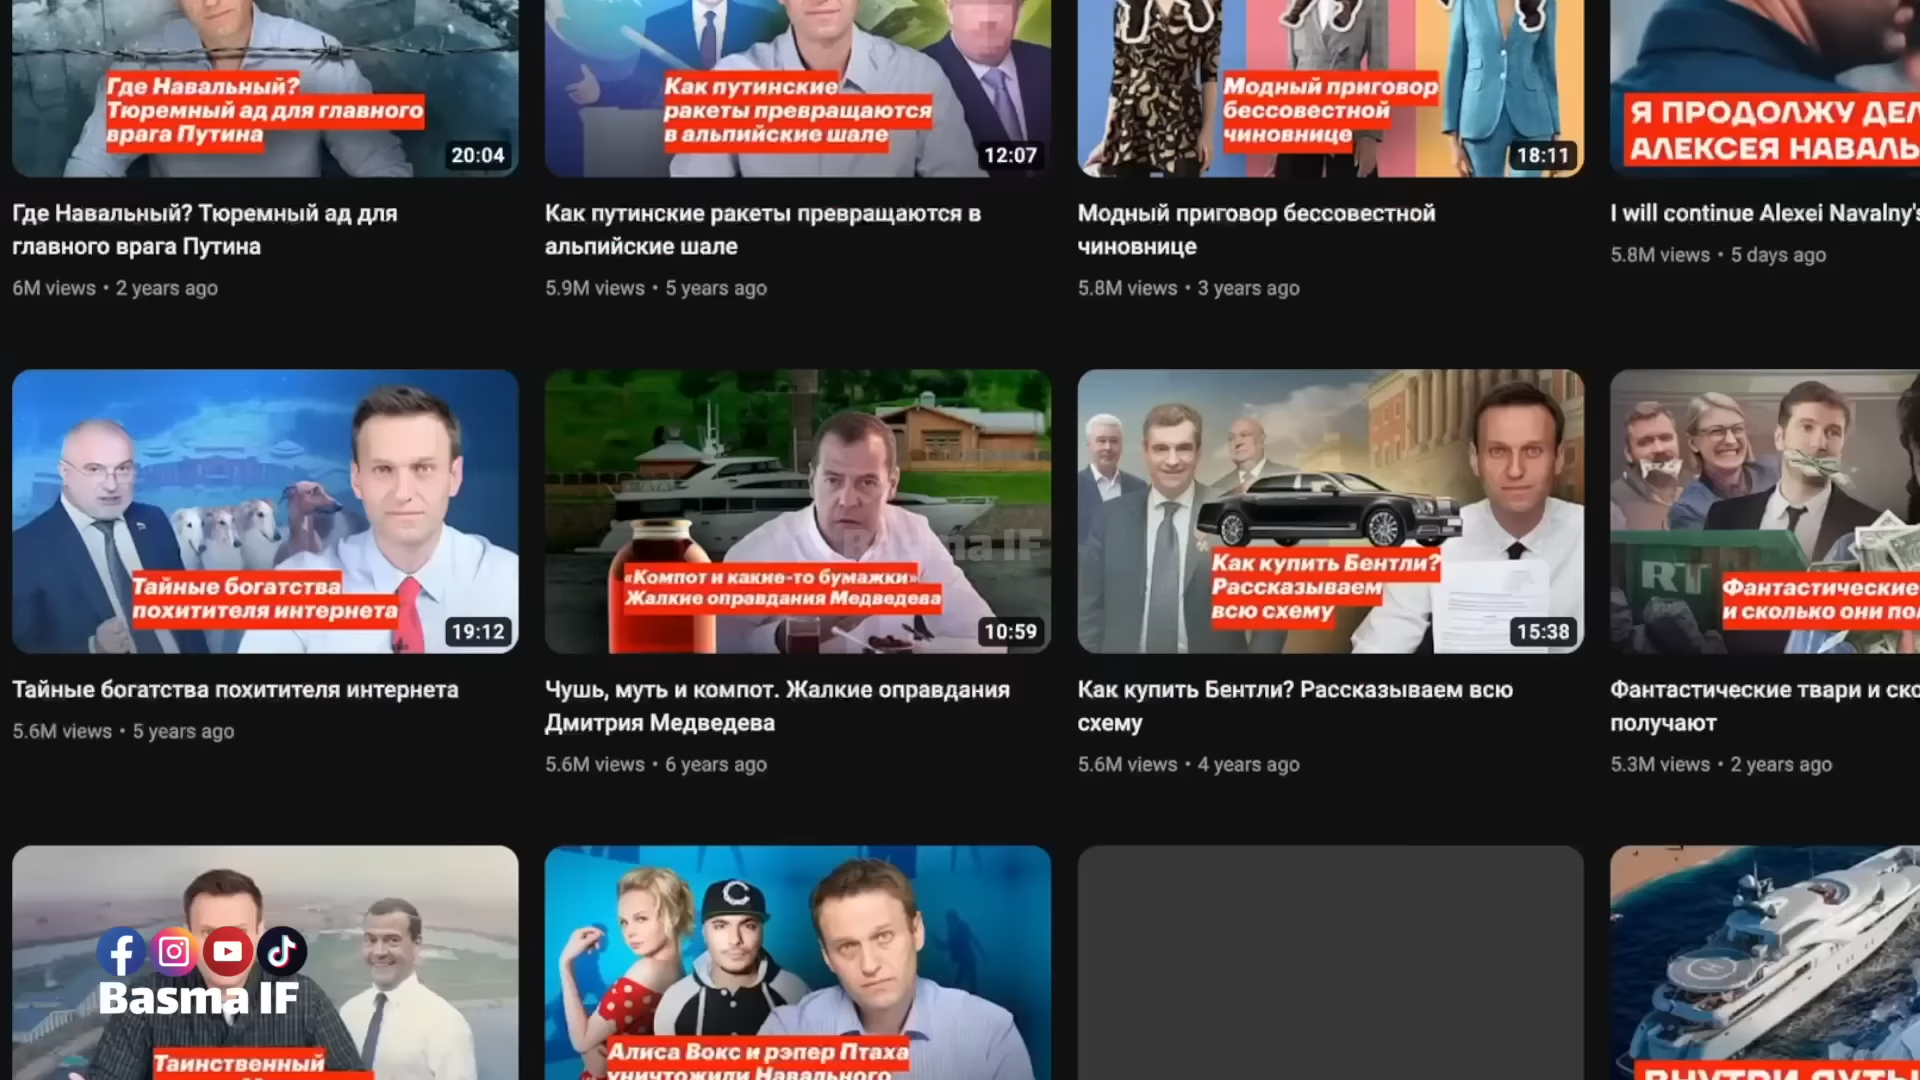 Где Навальный?
Тюремный ад для главного
врага Путина
20:04
Как путинские
ракеты превращаются
в альпийские шале
12:07
Модный приговор
бессовестной
чиновнице
18:11
Я ПРОДОЛЖУ
АЛЕКСЕЯ
Где Навальный? Тюремный ад для
главного врага Путина
6M views • 2 years ago
Как путинские ракеты превращаются в
альпийские шале
5.9M views • 5 years ago
Модный приговор бессовестной
чиновнице
5.8M views • 3 years ago
I will continue Alexei Navalny's
5.8M views • 5 days ago
Тайные богатства
похитителя интернета
19:12
«Компот и какие-то бумажки»
Жалкие оправдания Медведева
Basma IF
10:59
Как купить Бентли?
Рассказываем
всю схему
15:38
RT
Фантастические
и сколько они
Тайные богатства похитителя интернета
5.6M views • 5 years ago
Чушь, муть и компот. Жалкие оправдания
Дмитрия Медведева
5.6M views • 6 years ago
Как купить Бентли? Рассказываем всю
схему
5.6M views • 4 years ago
Фантастические твари и
получают
5.3M views • 2 years ago
Basma IF
Таинственный
C
Алиса Вокс и рэпер Птаха
уничтожили Навального
H
ВНУТРИ ЯХТЫ